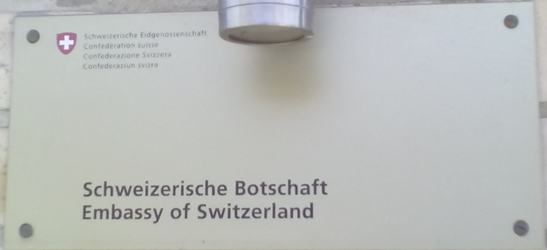 Schweizerische Eidgenossenschaft
Confédération suisse
Confederazione Svizzera
Confederaziun svizra
Schweizerische Botschaft
Embassy of Switzerland